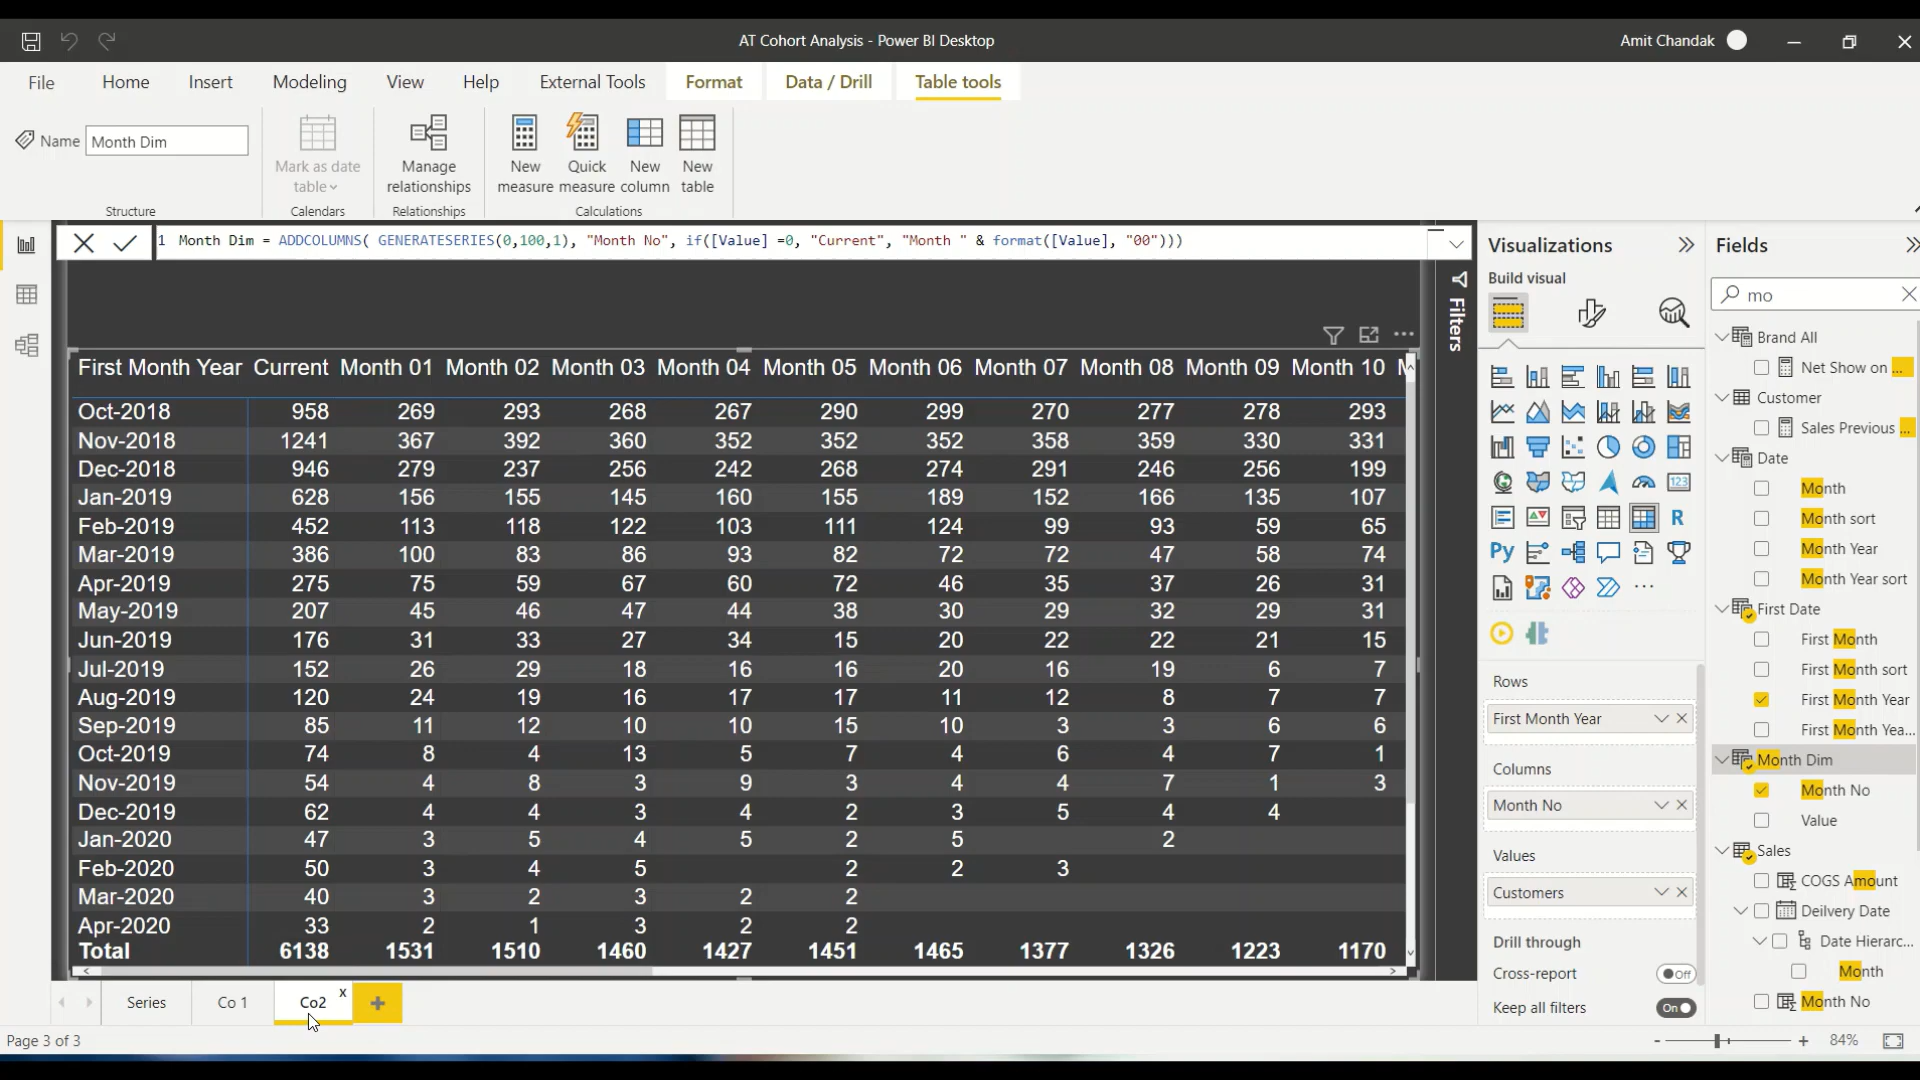 AT Cohort Analysis - Power BI Desktop
Amit Chandak
File Home Insert Modeling View Help External Tools Format Data / Drill Table tools
Name Month Dim
Mark as date table
Manage relationships
New measure
Quick measure
New column
New table
Structure Calendars Relationships Calculations
1 Month Dim = ADDCOLUMNS( GENERATESERIES(0,100,1), "Month No", if([Value] =0, "Current", "Month " & format([Value], "00")))
First Month Year Current Month 01 Month 02 Month 03 Month 04 Month 05 Month 06 Month 07 Month 08 Month 09 Month 10
Oct-2018 958 269 293 268 267 290 299 270 277 278 293
Nov-2018 1241 367 392 360 352 352 352 358 359 330 331
Dec-2018 946 279 237 256 242 268 274 291 246 256 199
Jan-2019 628 156 155 145 160 155 189 152 166 135 107
Feb-2019 452 113 118 122 103 111 124 99 93 59 65
Mar-2019 386 100 83 86 93 82 72 72 47 58 74
Apr-2019 275 75 59 67 60 72 46 35 37 26 31
May-2019 207 45 46 47 44 38 30 29 32 29 31
Jun-2019 176 31 33 27 34 15 20 22 22 21 15
Jul-2019 152 26 29 18 16 16 20 16 19 6 7
Aug-2019 120 24 19 16 17 17 11 12 8 7 7
Sep-2019 85 11 12 10 10 15 10 3 3 6 6
Oct-2019 74 8 4 13 5 7 4 6 4 7 1
Nov-2019 54 4 8 3 9 3 4 4 7 1 3
Dec-2019 62 4 4 3 4 2 3 5 4 4
Jan-2020 47 3 5 4 5 2 5 2
Feb-2020 50 3 4 5 2 2 3
Mar-2020 40 3 2 3 2 2
Apr-2020 33 2 1 3 2 2
Total 6138 1531 1510 1460 1427 1451 1465 1377 1326 1223 1170
Series Co 1 Co2 x +
Page 3 of 3
Filters
Visualizations
Build visual
123
R
Py
Rows
First Month Year
Columns
Month No
Values
Customers
Drill through
Cross-report Off
Keep all filters On
Fields
mo
Brand All
Net Show on ...
Customer
Sales Previous ...
Date
Month
Month sort
Month Year
Month Year sort
First Date
First Month
First Month sort
First Month Year
First Month Yea...
Month Dim
Month No
Value
Sales
COGS Amount
Deilvery Date
Date Hierarc...
Month
Month No
- + 84%